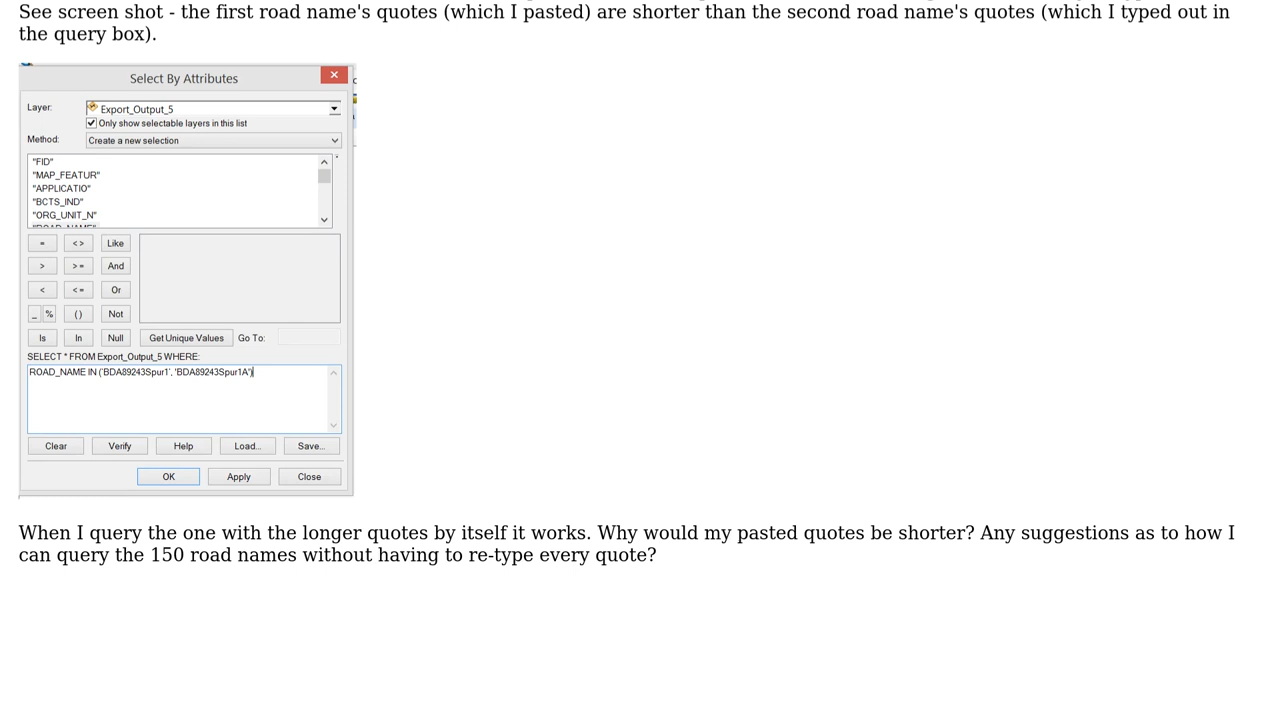 See screen shot - the first road name's quotes (which I pasted) are shorter than the second road name's quotes (which I typed out in
the query box).
Select By Attributes
Layer:
Export_Output_5
Only show selectable layers in this list
Method:
Create a new selection
"FID"
"MAP_FEATUR"
"APPLICATIO"
"BCTS_IND"
"ORG_UNIT_N"
"ROAD_NAME"
= <> Like
> >= And
< <= Or
_ % () Not
Is In Null Get Unique Values Go To:
SELECT * FROM Export_Output_5 WHERE:
ROAD_NAME IN (‘BDA89243Spur1’, 'BDA89243Spur1A')
Clear Verify Help Load... Save...
OK Apply Close
When I query the one with the longer quotes by itself it works. Why would my pasted quotes be shorter? Any suggestions as to how I
can query the 150 road names without having to re-type every quote?